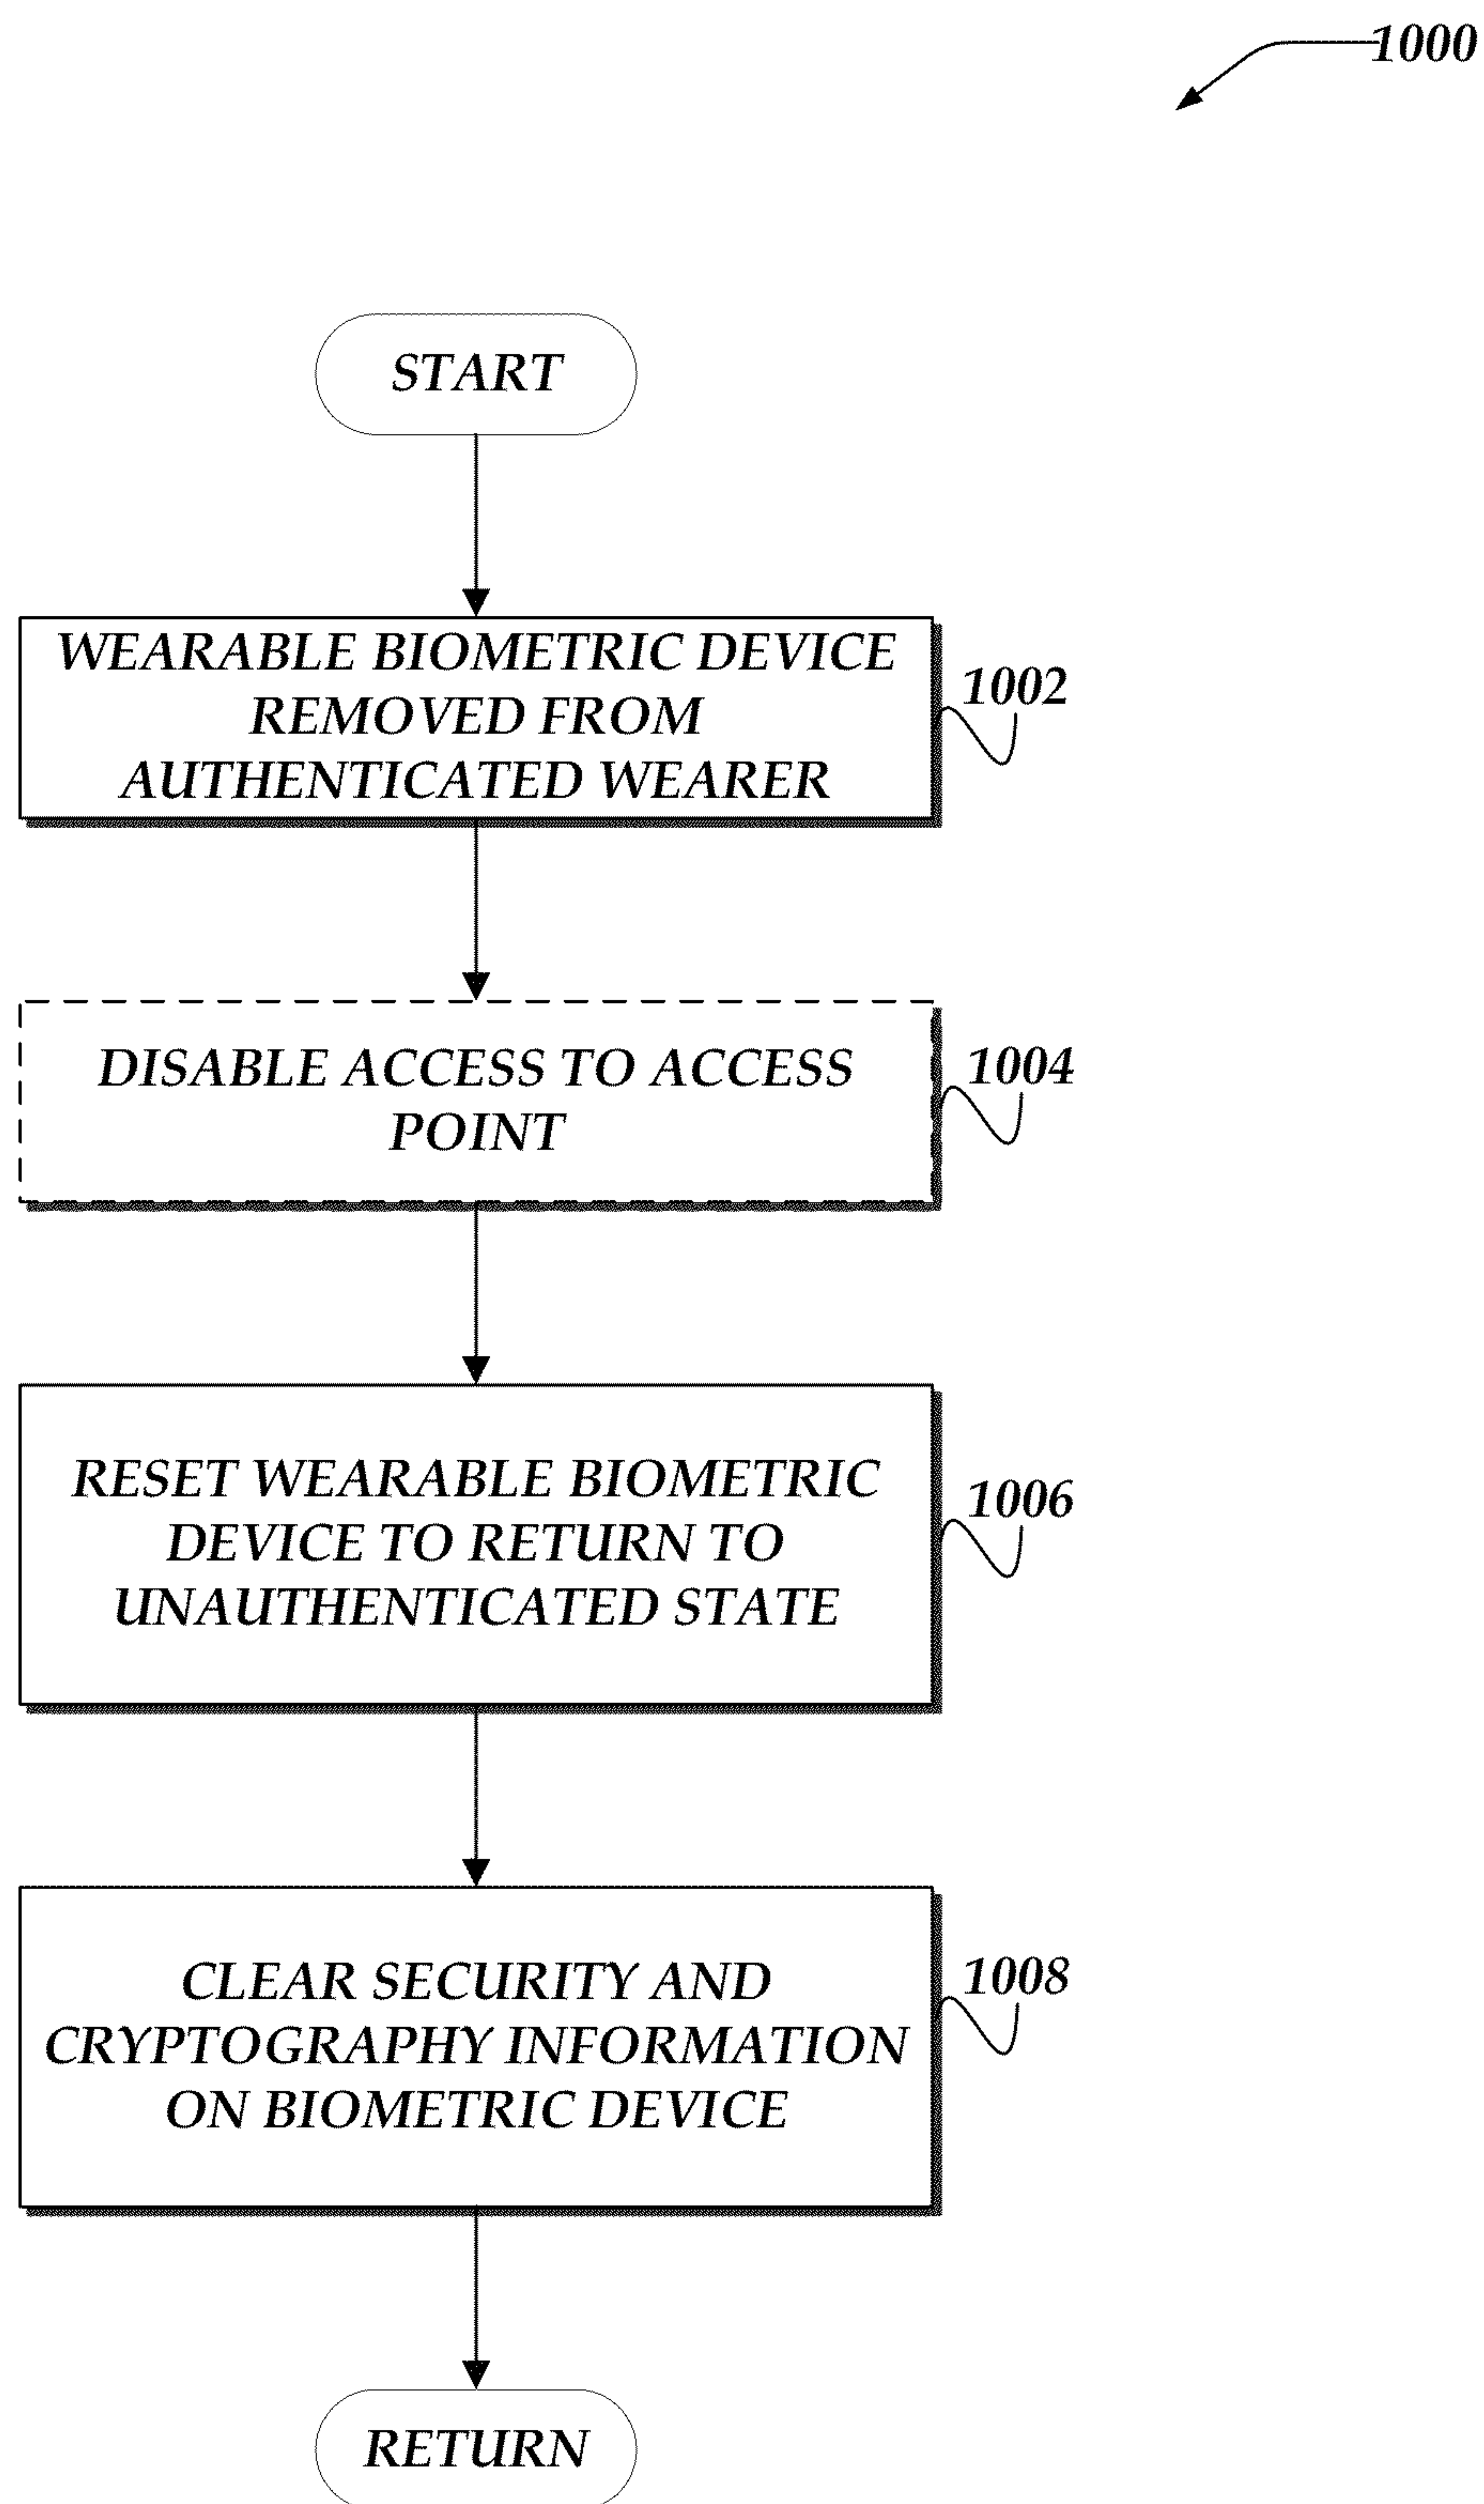 1000
START
WEARABLE BIOMETRIC DEVICE
REMOVED FROM
AUTHENTICATED WEARER
1002
DISABLE ACCESS TO ACCESS
POINT
1004
RESET WEARABLE BIOMETRIC
DEVICE TO RETURN TO
UNAUTHENTICATED STATE
1006
CLEAR SECURITY AND
CRYPTOGRAPHY INFORMATION
ON BIOMETRIC DEVICE
1008
RETURN